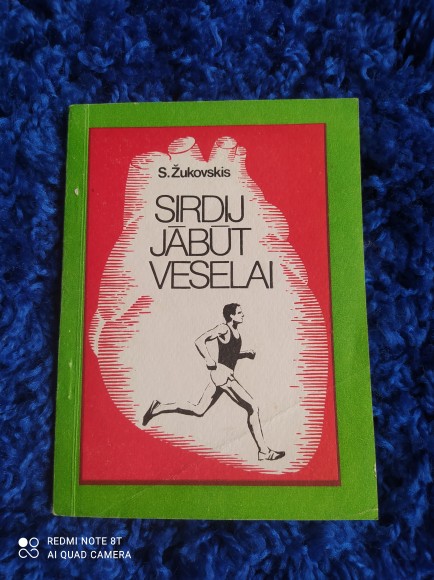 S.Žukovskis
SIRDIJ
JĀBŪT
VESELAI
REDMI NOTE 8T
AI QUAD CAMERA